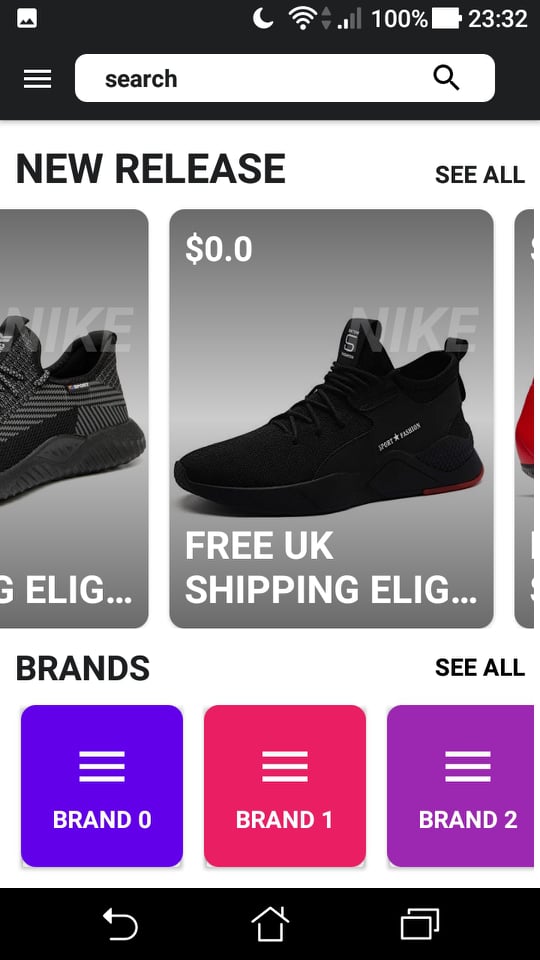 100% 23:32
search
NEW RELEASE SEE ALL
$0.0
NIKE
NIKE
SPORT
SPORT★FASHION
FREE UK
G ELIG... SHIPPING ELIG...
BRANDS SEE ALL
BRAND 0 BRAND 1 BRAND 2